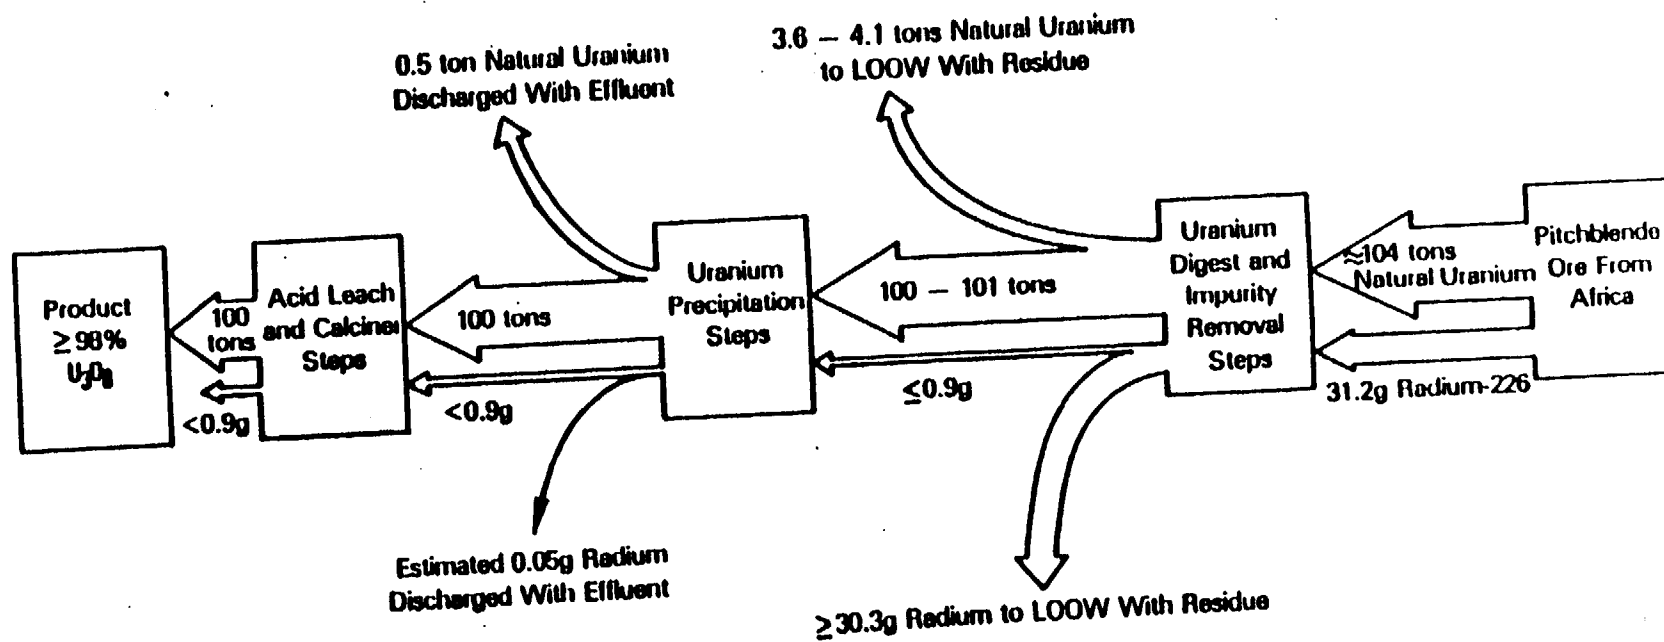 0.5 ton Natural Uranium
Discharged With Effluent
3.6 – 4.1 tons Natural Uranium
to LOOW With Residue
Product
≥98%
U₃O₈
100
tons
<0.9g
Acid Leach
and Calciner
Steps
100 tons
<0.9g
Uranium
Precipitation
Steps
100 – 101 tons
≤0.9g
Uranium
Digest and
Impurity
Removal
Steps
≈104 tons
Natural Uranium
31.2g Radium-226
Pitchblende
Ore From
Africa
Estimated 0.05g Radium
Discharged With Effluent
≥30.3g Radium to LOOW With Residue